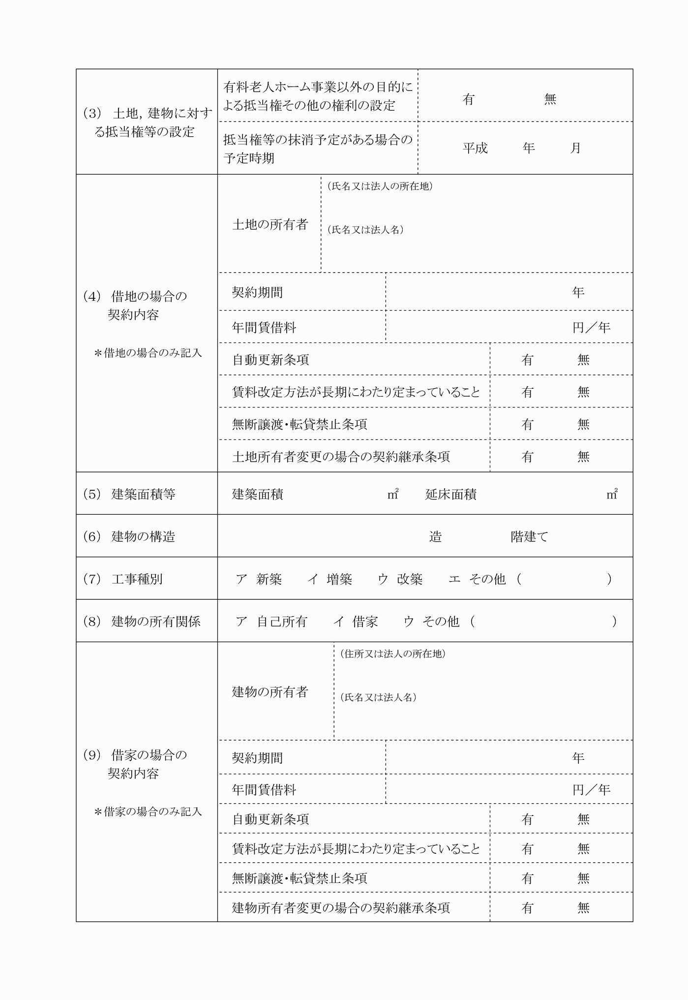 (3) 土地,建物に対す
る抵当権等の設定
有料老人ホーム事業以外の目的に
よる抵当権その他の権利の設定
有 無
抵当権等の抹消予定がある場合の
予定時期
平成 年 月
(4) 借地の場合の
契約内容
＊借地の場合のみ記入
土地の所有者
(氏名又は法人の所在地)
(氏名又は法人名)
契約期間 年
年間賃借料 円／年
自動更新条項 有 無
賃料改定方法が長期にわたり定まっていること 有 無
無断譲渡・転貸禁止条項 有 無
土地所有者変更の場合の契約継承条項 有 無
(5) 建築面積等 建築面積 ㎡ 延床面積 ㎡
(6) 建物の構造 造 階建て
(7) 工事種別 ア 新築 イ 増築 ウ 改築 エ その他 ( )
(8) 建物の所有関係 ア 自己所有 イ 借家 ウ その他 ( )
(9) 借家の場合の
契約内容
＊借家の場合のみ記入
建物の所有者
(住所又は法人の所在地)
(氏名又は法人名)
契約期間 年
年間賃借料 円／年
自動更新条項 有 無
賃料改定方法が長期にわたり定まっていること 有 無
無断譲渡・転貸禁止条項 有 無
建物所有者変更の場合の契約継承条項 有 無